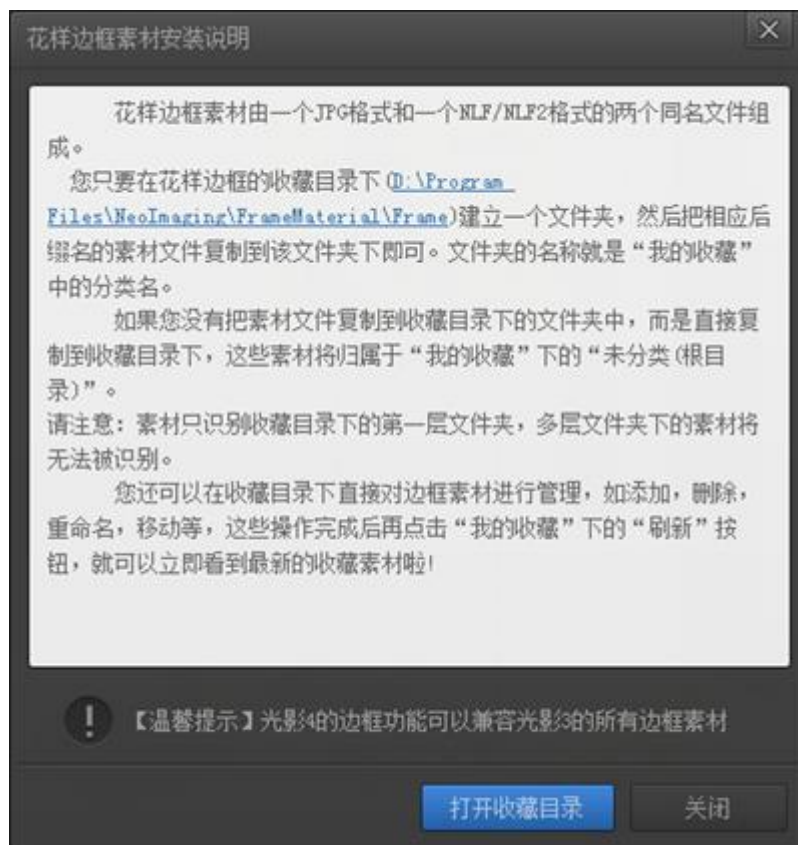 花样边框素材安装说明
花样边框素材由一个JPG格式和一个NLF/NLF2格式的两个同名文件组
成。
您只要在花样边框的收藏目录下(D:\Program
Files\NeoImaging\FrameMaterial\Frame)建立一个文件夹，然后把相应后
缀名的素材文件复制到该文件夹下即可。文件夹的名称就是“我的收藏”
中的分类名。
如果您没有把素材文件复制到收藏目录下的文件夹中，而是直接复
制到收藏目录下，这些素材将归属于“我的收藏”下的“未分类(根目
录)”。
请注意：素材只识别收藏目录下的第一层文件夹，多层文件夹下的素材将
无法被识别。
您还可以在收藏目录下直接对边框素材进行管理，如添加，删除，
重命名，移动等，这些操作完成后再点击“我的收藏”下的“刷新”按
钮，就可以立即看到最新的收藏素材啦!
【温馨提示】光影4的边框功能可以兼容光影3的所有边框素材
打开收藏目录
关闭